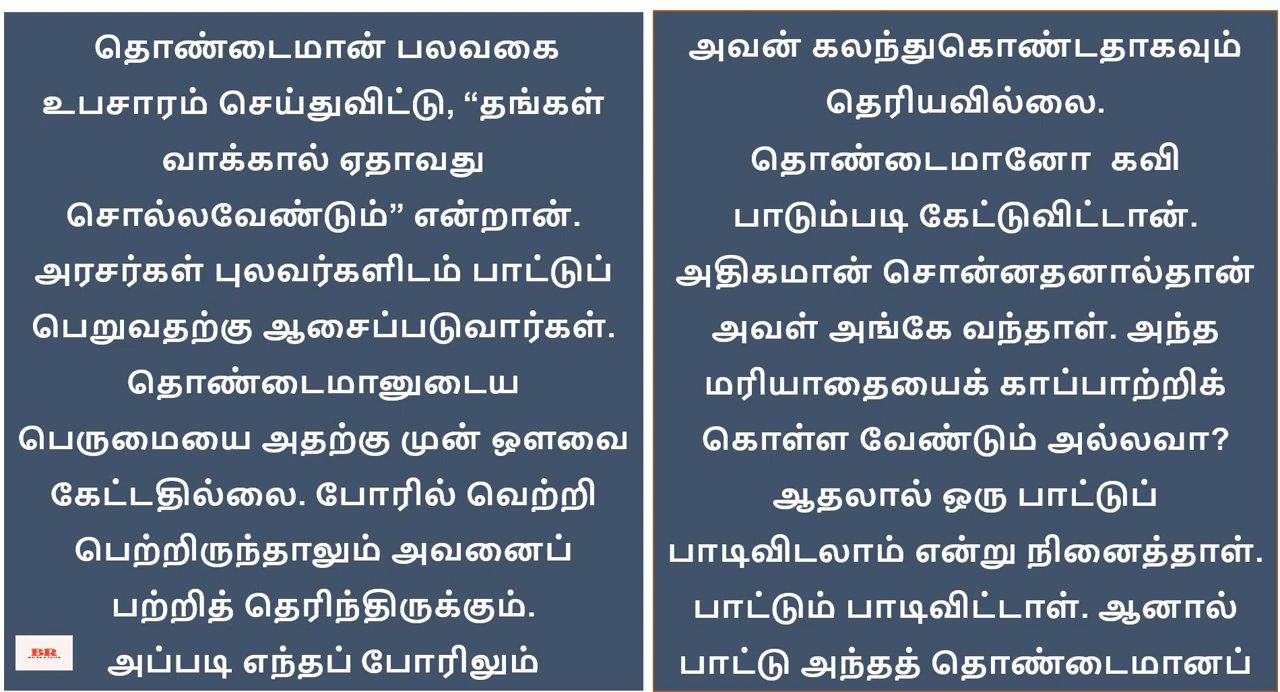 தொண்டைமான் பலவகை
உபசாரம் செய்துவிட்டு, “தங்கள்
வாக்கால் ஏதாவது
சொல்லவேண்டும்” என்றான்.
அரசர்கள் புலவர்களிடம் பாட்டுப்
பெறுவதற்கு ஆசைப்படுவார்கள்.
தொண்டைமானுடைய
பெருமையை அதற்கு முன் ஔவை
கேட்டதில்லை. போரில் வெற்றி
பெற்றிருந்தாலும் அவனைப்
பற்றித் தெரிந்திருக்கும்.
அப்படி எந்தப் போரிலும்
BR
அவன் கலந்துகொண்டதாகவும்
தெரியவில்லை.
தொண்டைமானோ கவி
பாடும்படி கேட்டுவிட்டான்.
அதிகமான் சொன்னதனால்தான்
அவள் அங்கே வந்தாள். அந்த
மரியாதையைக் காப்பாற்றிக்
கொள்ள வேண்டும் அல்லவா?
ஆதலால் ஒரு பாட்டுப்
பாடிவிடலாம் என்று நினைத்தாள்.
பாட்டும் பாடிவிட்டாள். ஆனால்
பாட்டு அந்தத் தொண்டைமானப்